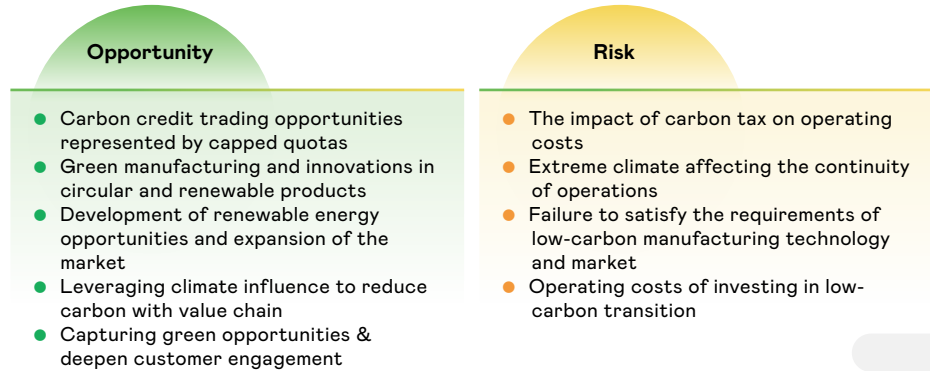 Opportunity
Carbon credit trading opportunities
represented by capped quotas
Green manufacturing and innovations in
circular and renewable products
Development of renewable energy
opportunities and expansion of the
market
Leveraging climate influence to reduce
carbon with value chain
Capturing green opportunities &
deepen customer engagement
Risk
The impact of carbon tax on operating
costs
Extreme climate affecting the continuity
of operations
Failure to satisfy the requirements of
low-carbon manufacturing technology
and market
Operating costs of investing in low-
carbon transition